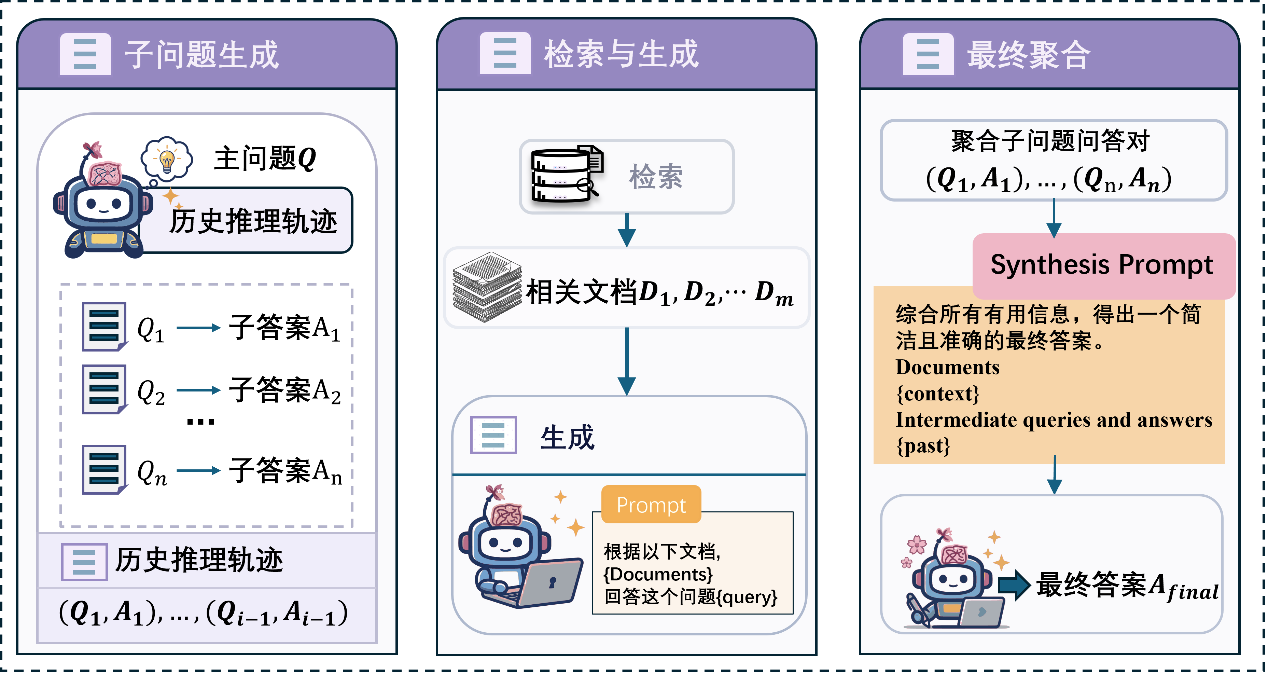 子问题生成
主问题Q
历史推理轨迹
Q₁ → 子答案A₁
Q₂ → 子答案A₂
...
Qₙ → 子答案Aₙ
历史推理轨迹
(Q₁, A₁), ..., (Qᵢ₋₁, Aᵢ₋₁)
检索与生成
检索
相关文档D₁, D₂, ⋯ Dₘ
生成
Prompt
根据以下文档,
{Documents}
回答这个问题{query}
最终聚合
聚合子问题问答对
(Q₁, A₁), ..., (Qₙ, Aₙ)
Synthesis Prompt
综合所有有用信息，得出一个简
洁且准确的最终答案。
Documents
{context}
Intermediate queries and answers
{past}
最终答案A_final